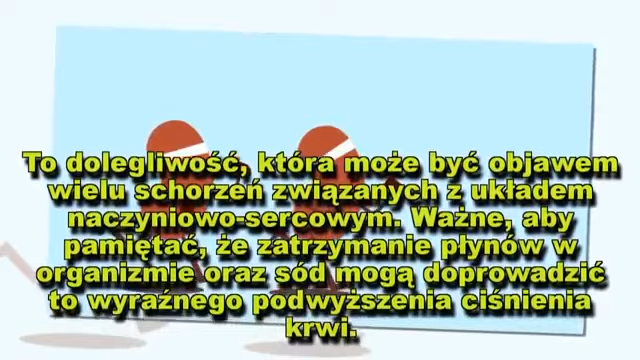 To dolegliwość, która może być objawem
wielu schorzeń związanych z układem
naczyniowo-sercowym. Ważne, aby
pamiętać, że zatrzymanie płynów w
organizmie oraz sód mogą doprowadzić
to wyraźnego podwyższenia ciśnienia
krwi.